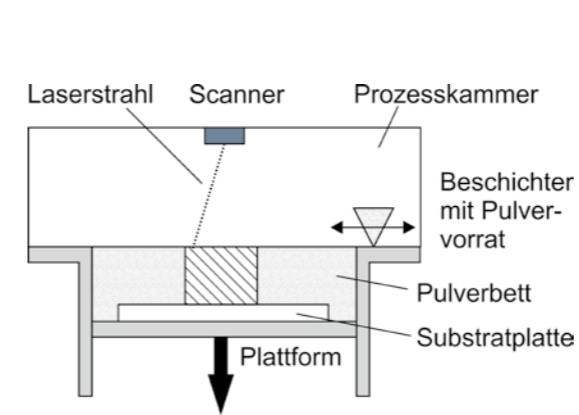 Laserstrahl
Scanner
Prozesskammer
Beschichter
mit Pulver-
vorrat
Pulverbett
Substratplatte
Plattform